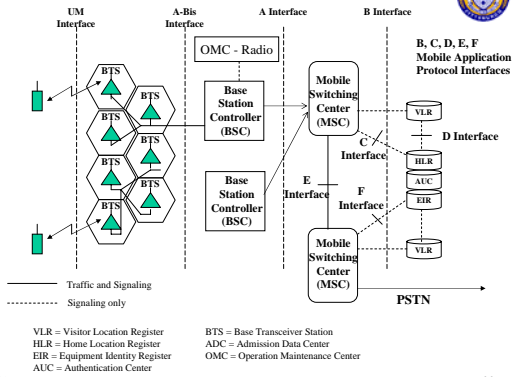 UM
Interface
A-Bis
Interface
A Interface
B Interface
OMC - Radio
B, C, D, E, F
Mobile Application
Protocol Interfaces
BTS
BTS
BTS
BTS
BTS
BTS
BTS
Base
Station
Controller
(BSC)
Mobile
Switching
Center
(MSC)
VLR
D Interface
C
Interface
HLR
AUC
EIR
Base
Station
Controller
(BSC)
E
Interface
F
Interface
Mobile
Switching
Center
(MSC)
VLR
PSTN
Traffic and Signaling
Signaling only
VLR = Visitor Location Register
HLR = Home Location Register
EIR = Equipment Identity Register
AUC = Authentication Center
BTS = Base Transceiver Station
ADC = Admission Data Center
OMC = Operation Maintenance Center